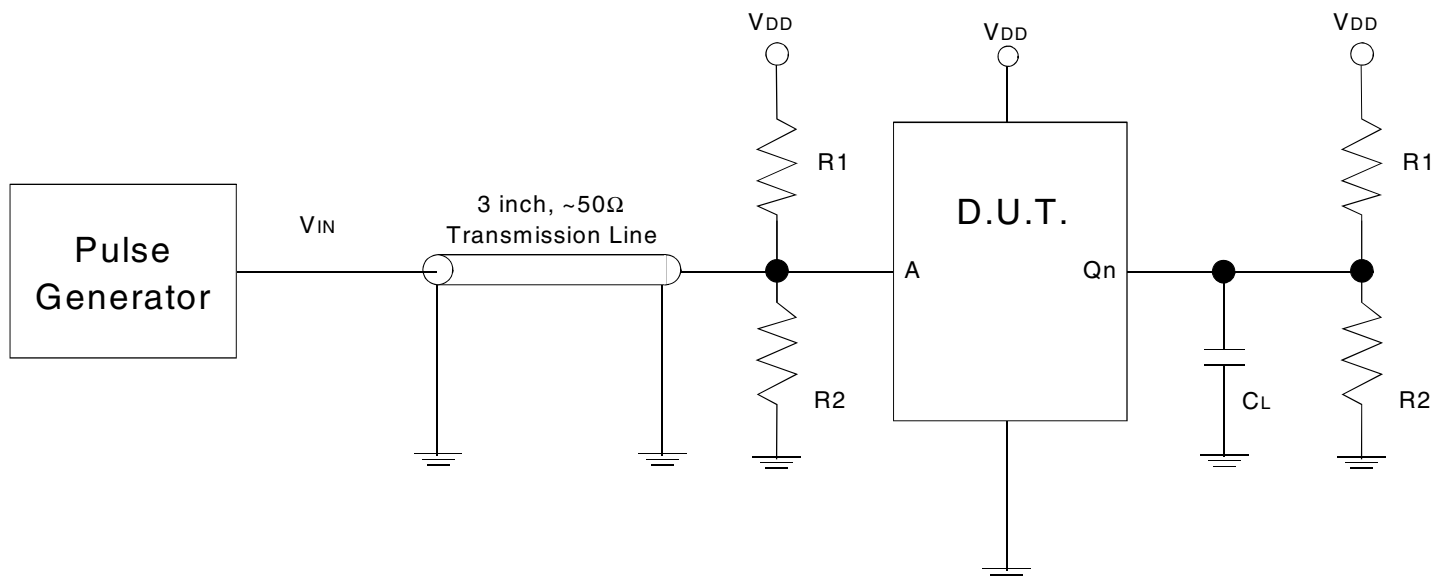 VDD
VDD
VDD
R1
R1
3 inch, ~50Ω
Transmission Line
D.U.T.
VIN
Pulse
Generator
A
Qn
R2
CL
R2